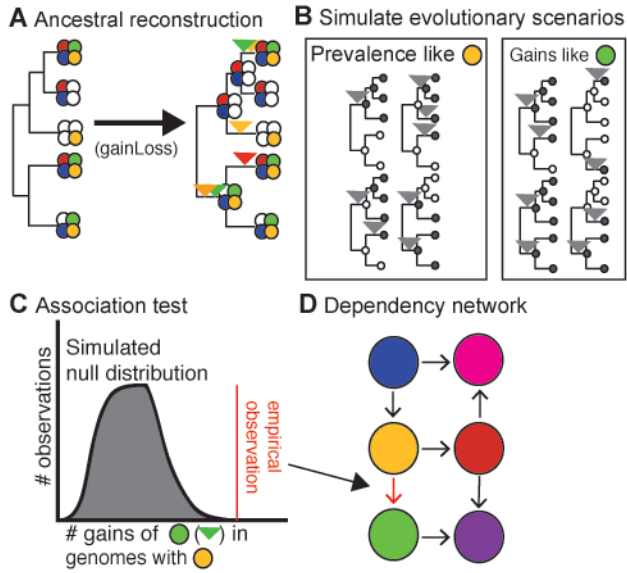 A Ancestral reconstruction
(gainLoss)
B Simulate evolutionary scenarios
Prevalence like
Gains like
C Association test
# observations
Simulated
null distribution
empirical
observation
# gains of ( ) in
genomes with
D Dependency network